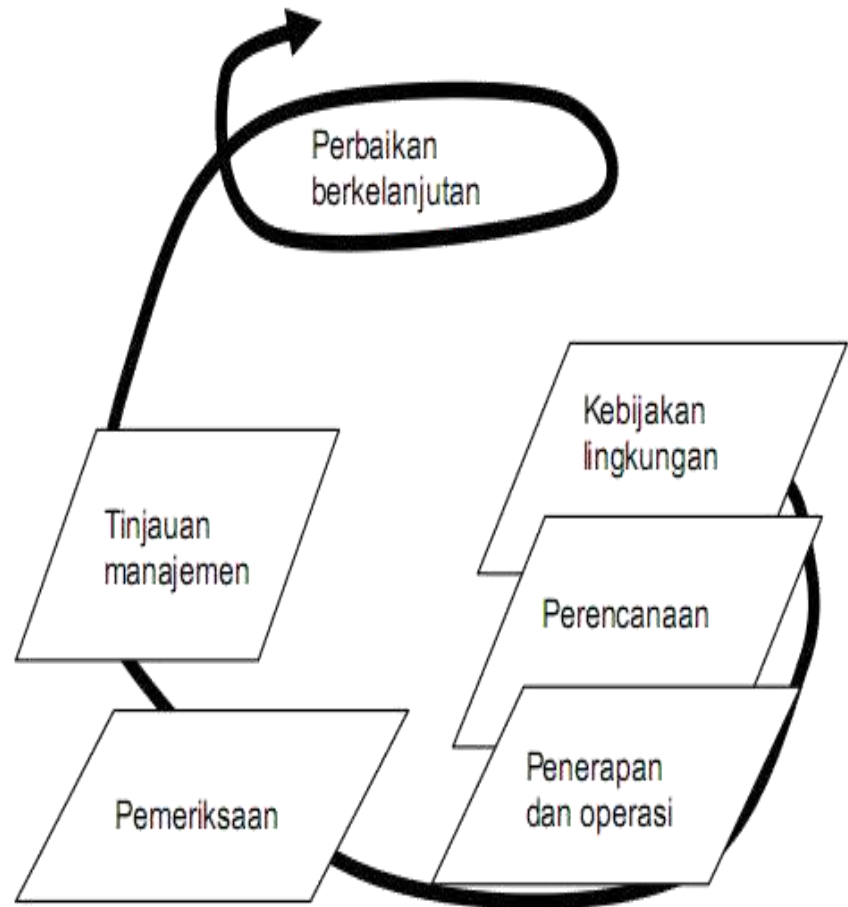 Perbaikan
berkelanjutan
Kebijakan
lingkungan
Tinjauan
manajemen
Perencanaan
Penerapan
dan operasi
Pemeriksaan